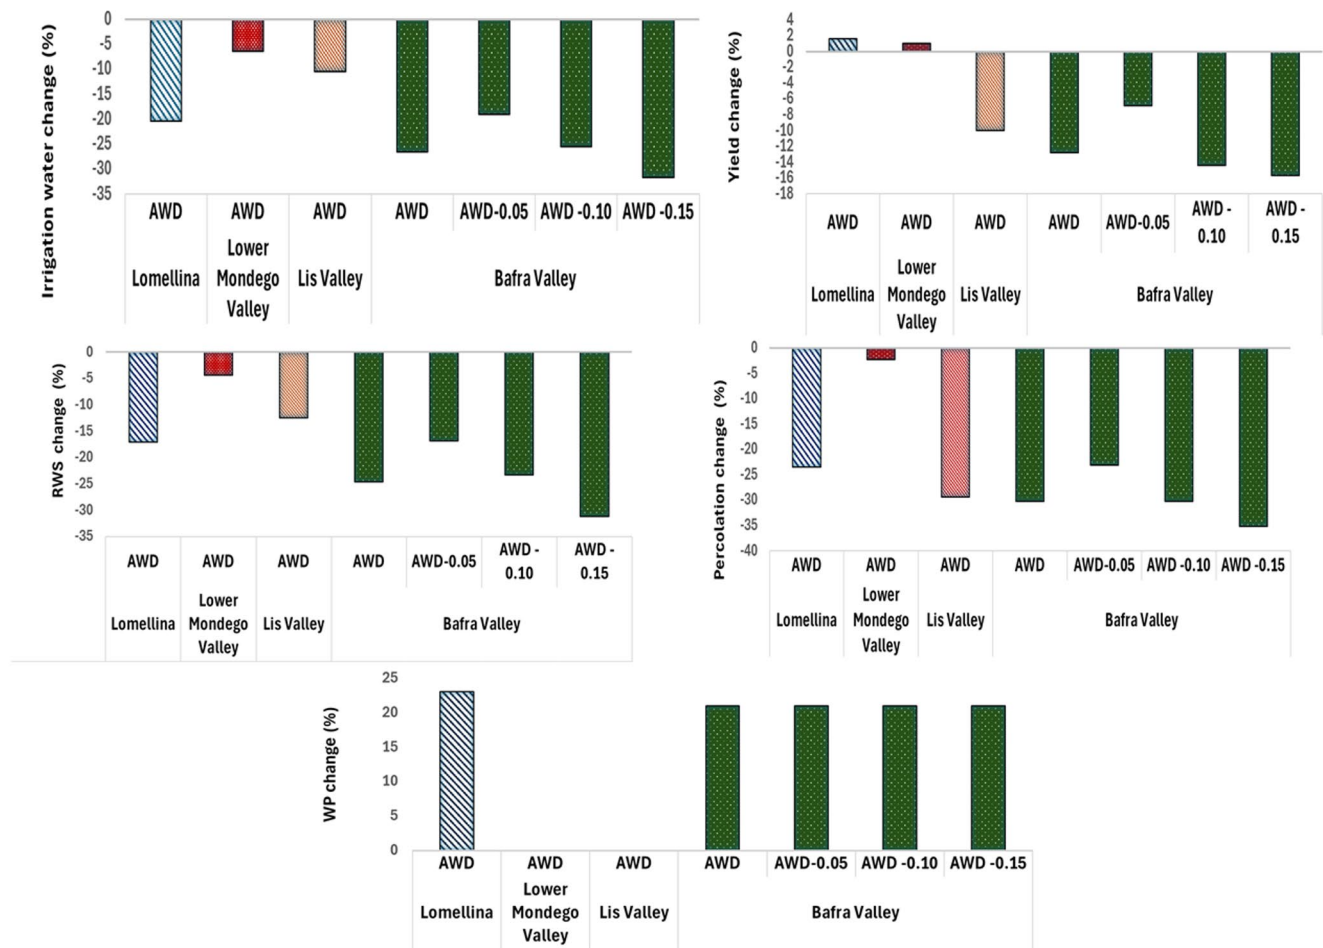 Irrigation water change (%)
0
-5
-10
-15
-20
-25
-30
-35
AWD AWD AWD AWD AWD-0.05 AWD -0.10 AWD -0.15
Lomellina
Lower
Mondego
Valley
Lis Valley
Bafra Valley
Yield change (%)
4
2
0
-2
-4
-6
-8
-10
-12
-14
-16
-18
AWD AWD AWD AWD AWD-0.05
AWD -
0.10
AWD -
0.15
Lomellina
Lower
Mondego
Valley
Lis Valley
Bafra Valley
RWS change (%)
0
-5
-10
-15
-20
-25
-30
-35
AWD AWD AWD AWD AWD-0.05
AWD -
0.10
AWD -
0.15
Lomellina
Lower
Mondego
Valley
Lis Valley
Bafra Valley
Percolation change (%)
0
-5
-10
-15
-20
-25
-30
-35
-40
AWD AWD AWD AWD AWD-0.05 AWD -0.10 AWD -0.15
Lomellina
Lower
Mondego
Valley
Lis Valley
Bafra Valley
WP change (%)
25
20
15
10
5
0
AWD AWD AWD AWD AWD-0.05 AWD -0.10 AWD -0.15
Lomellina
Lower
Mondego
Valley
Lis Valley
Bafra Valley